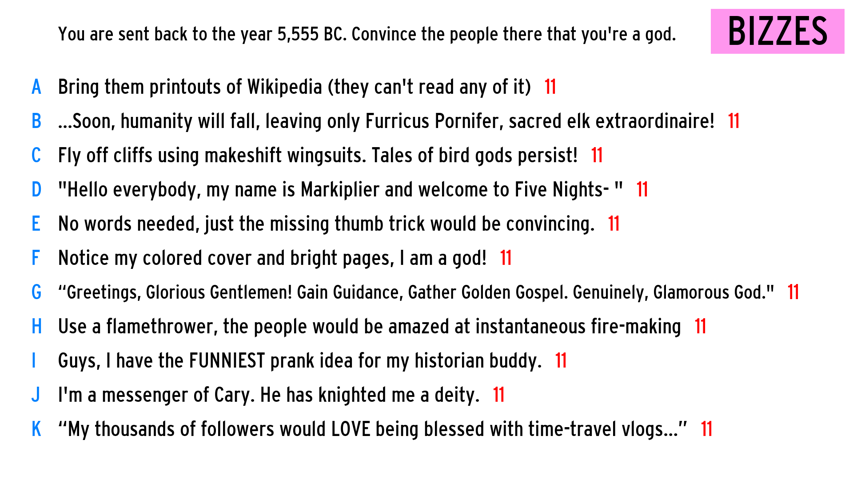 You are sent back to the year 5,555 BC. Convince the people there that you're a god.
BIZZES
A Bring them printouts of Wikipedia (they can't read any of it) 11
B ...Soon, humanity will fall, leaving only Furricus Pornifer, sacred elk extraordinaire! 11
C Fly off cliffs using makeshift wingsuits. Tales of bird gods persist! 11
D "Hello everybody, my name is Markiplier and welcome to Five Nights- " 11
E No words needed, just the missing thumb trick would be convincing. 11
F Notice my colored cover and bright pages, I am a god! 11
G “Greetings, Glorious Gentlemen! Gain Guidance, Gather Golden Gospel. Genuinely, Glamorous God." 11
H Use a flamethrower, the people would be amazed at instantaneous fire-making 11
I Guys, I have the FUNNIEST prank idea for my historian buddy. 11
J I'm a messenger of Cary. He has knighted me a deity. 11
K “My thousands of followers would LOVE being blessed with time-travel vlogs...” 11